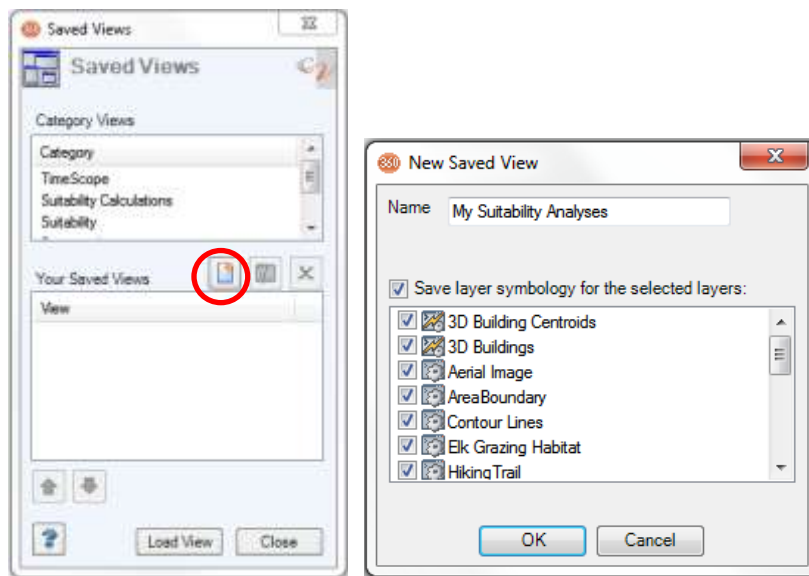 Saved Views
Saved Views
Category Views
Category
TimeScope
Suitability Calculations
Suitability
Your Saved Views
View
?
Load View
Close
360
New Saved View
Name
My Suitability Analyses
Save layer symbology for the selected layers:
3D Building Centroids
3D Buildings
Aerial Image
AreaBoundary
Contour Lines
Elk Grazing Habitat
HikingTrail
OK
Cancel